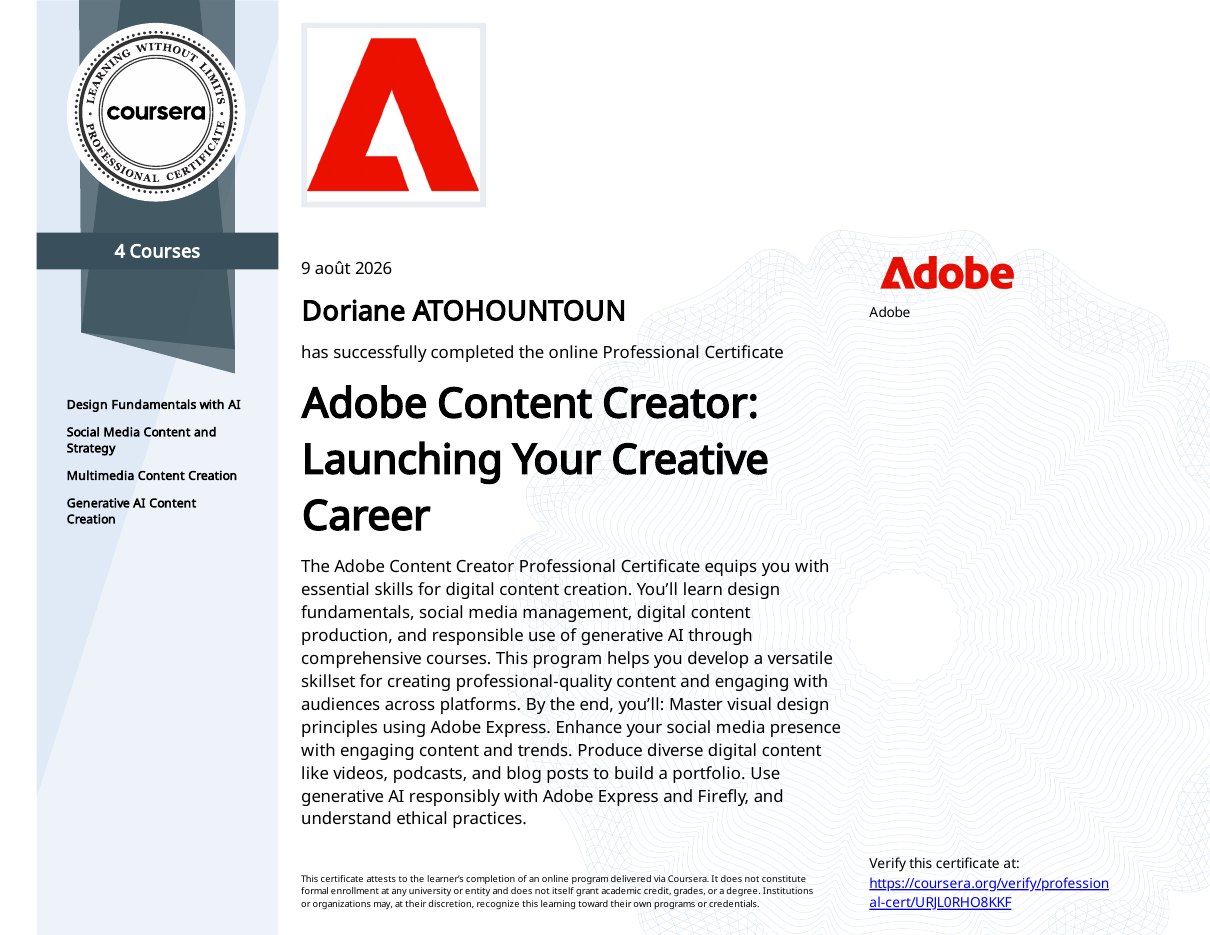 LEARNING WITHOUT LIMITS
coursera
PROFESSIONAL CERTIFICATE
4 Courses
Design Fundamentals with AI
Social Media Content and
Strategy
Multimedia Content Creation
Generative AI Content
Creation
9 août 2026
Doriane ATOHOUNTOUN
has successfully completed the online Professional Certificate
Adobe Content Creator:
Launching Your Creative
Career
The Adobe Content Creator Professional Certificate equips you with
essential skills for digital content creation. You’ll learn design
fundamentals, social media management, digital content
production, and responsible use of generative AI through
comprehensive courses. This program helps you develop a versatile
skillset for creating professional-quality content and engaging with
audiences across platforms. By the end, you’ll: Master visual design
principles using Adobe Express. Enhance your social media presence
with engaging content and trends. Produce diverse digital content
like videos, podcasts, and blog posts to build a portfolio. Use
generative AI responsibly with Adobe Express and Firefly, and
understand ethical practices.
This certificate attests to the learner’s completion of an online program delivered via Coursera. It does not constitute
formal enrollment at any university or entity and does not itself grant academic credit, grades, or a degree. Institutions
or organizations may, at their discretion, recognize this learning toward their own programs or credentials.
Adobe
Adobe
Verify this certificate at:
https://coursera.org/verify/profession
al-cert/URJL0RHO8KKF